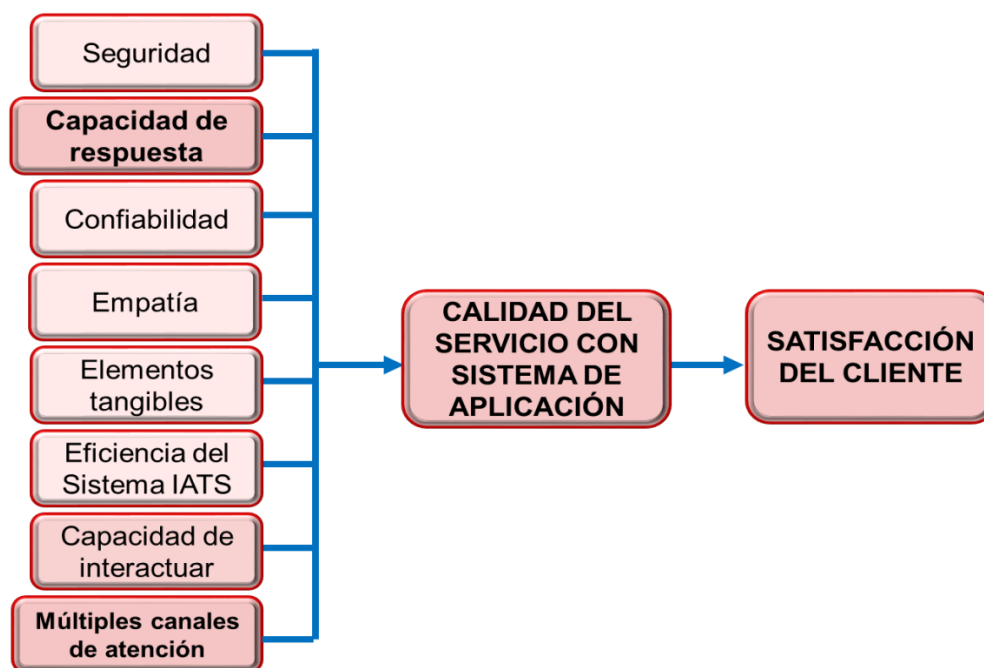 Seguridad
Capacidad de
respuesta
Confiabilidad
Empatía
Elementos
tangibles
Eficiencia del
Sistema IATS
Capacidad de
interactuar
Múltiples canales
de atención
CALIDAD DEL
SERVICIO CON
SISTEMA DE
APLICACIÓN
SATISFACCIÓN
DEL CLIENTE